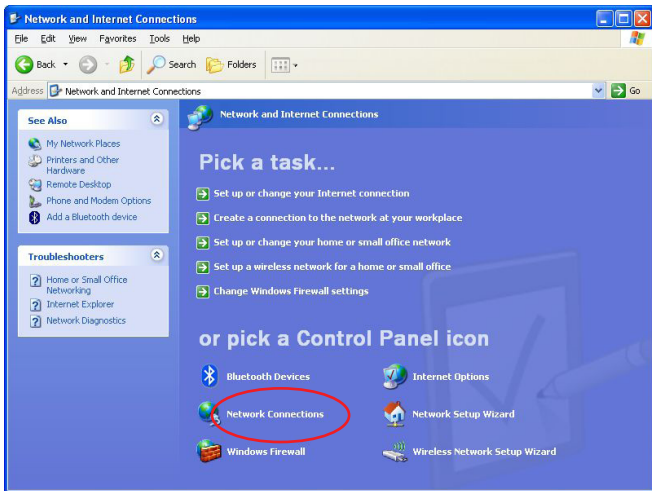 Network and Internet Connections
File Edit View Favorites Tools Help
Back Search Folders
Address Network and Internet Connections Go
See Also
My Network Places
Printers and Other
Hardware
Remote Desktop
Phone and Modem Options
Add a Bluetooth device
Troubleshooters
Home or Small Office
Networking
Internet Explorer
Network Diagnostics
Network and Internet Connections
Pick a task...
Set up or change your Internet connection
Create a connection to the network at your workplace
Set up or change your home or small office network
Set up a wireless network for a home or small office
Change Windows Firewall settings
or pick a Control Panel icon
Bluetooth Devices
Internet Options
Network Connections
Network Setup Wizard
Windows Firewall
Wireless Network Setup Wizard